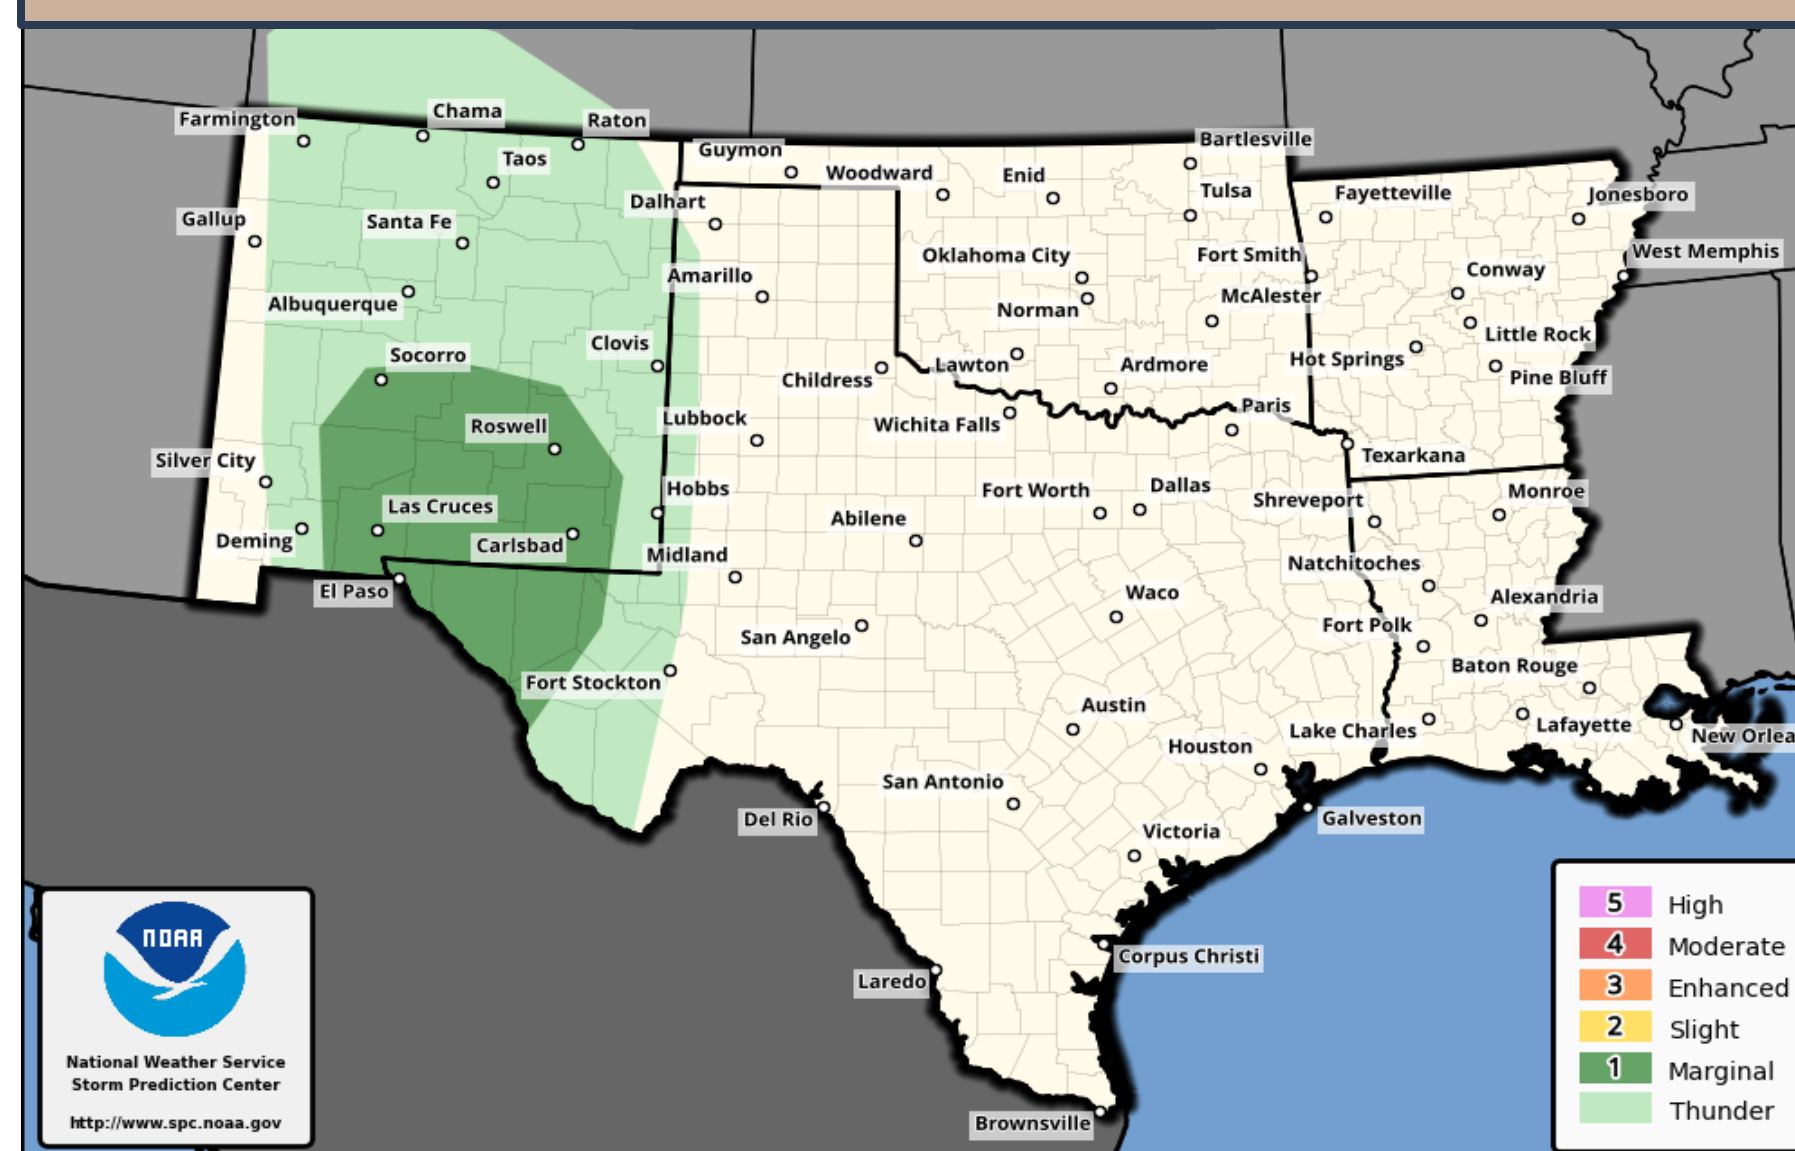 Farmington
Chama
Raton
Taos
Guymon
Woodward
Enid
Bartlesville
Tulsa
Fayetteville
Jonesboro
Gallup
Santa Fe
Dalhart
Oklahoma City
Fort Smith
Conway
West Memphis
Albuquerque
Amarillo
Norman
McAlester
Little Rock
Socorro
Clovis
Childress
Lawton
Ardmore
Hot Springs
Pine Bluff
Roswell
Lubbock
Wichita Falls
Paris
Texarkana
Silver City
Hobbs
Fort Worth
Dallas
Shreveport
Monroe
Las Cruces
Abilene
Deming
Carlsbad
Midland
Natchitoches
El Paso
Waco
Alexandria
San Angelo
Fort Polk
Fort Stockton
Baton Rouge
Austin
Lake Charles
Lafayette
New Orlea
Houston
San Antonio
Del Rio
Victoria
Galveston
Corpus Christi
Laredo
Brownsville
NOAA
National Weather Service
Storm Prediction Center
http://www.spc.noaa.gov
5 High
4 Moderate
3 Enhanced
2 Slight
1 Marginal
Thunder